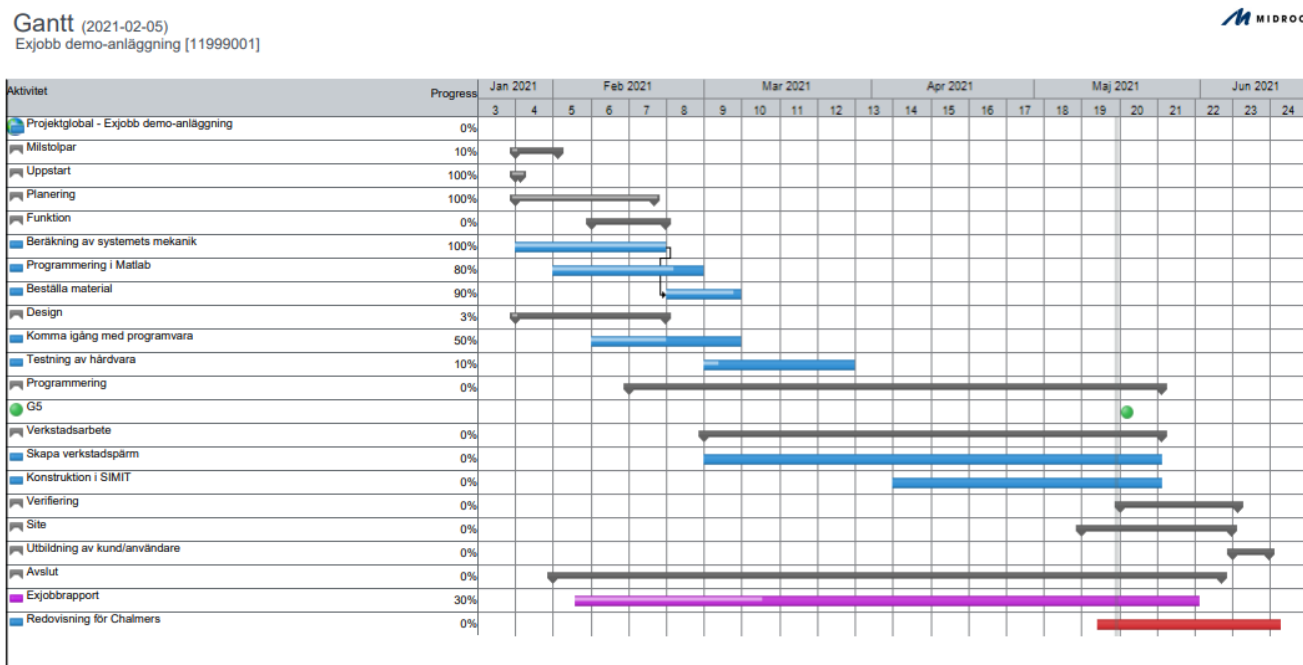 Gantt (2021-02-05)
Exjobb demo-anläggning [11999001]
MIDROC
Aktivitet Progress Jan 2021 Feb 2021 Mar 2021 Apr 2021 Maj 2021 Jun 2021
3 4 5 6 7 8 9 10 11 12 13 14 15 16 17 18 19 20 21 22 23 24
Projektglobal - Exjobb demo-anläggning 0%
Milstolpar 10%
Uppstart 100%
Planering 100%
Funktion 0%
Beräkning av systemets mekanik 100%
Programmering i Matlab 80%
Beställa material 90%
Design 3%
Komma igång med programvara 50%
Testning av hårdvara 10%
Programmering 0%
G5
Verkstadsarbete 0%
Skapa verkstadspärm 0%
Konstruktion i SIMIT 0%
Verifiering 0%
Site 0%
Utbildning av kund/användare 0%
Avslut 0%
Exjobbrapport 30%
Redovisning för Chalmers 0%